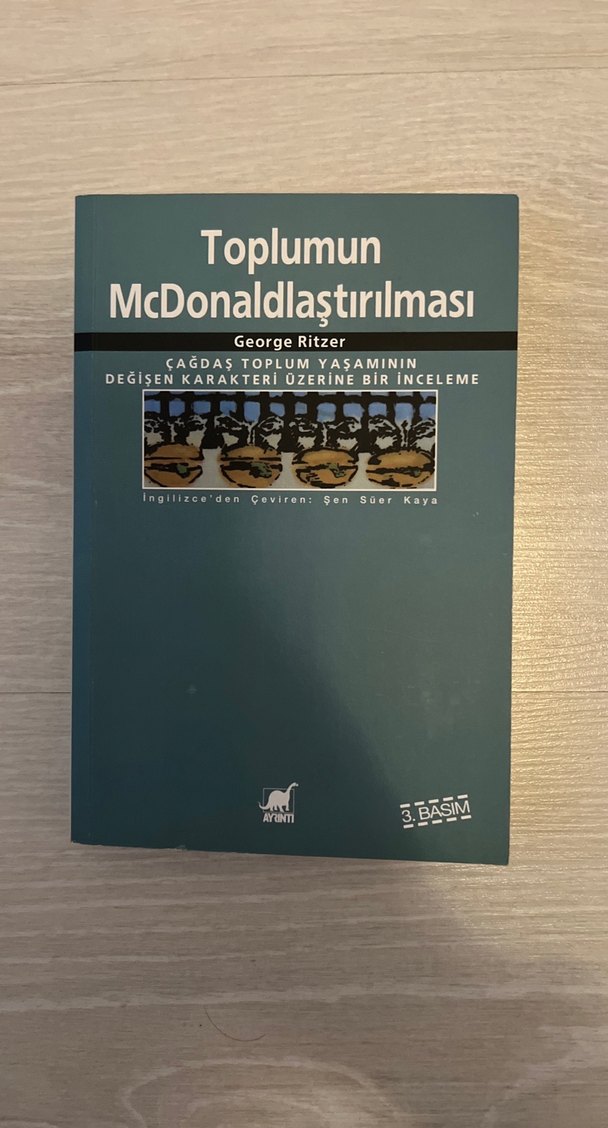 Toplumun
McDonaldlaştırılması
George Ritzer
ÇAĞDAŞ TOPLUM YAŞAMININ
DEĞİŞEN KARAKTERİ ÜZERİNE BİR İNCELEME
İngilizce'den Çeviren: Şen Süer Kaya
AYRINTI
3. BASIM